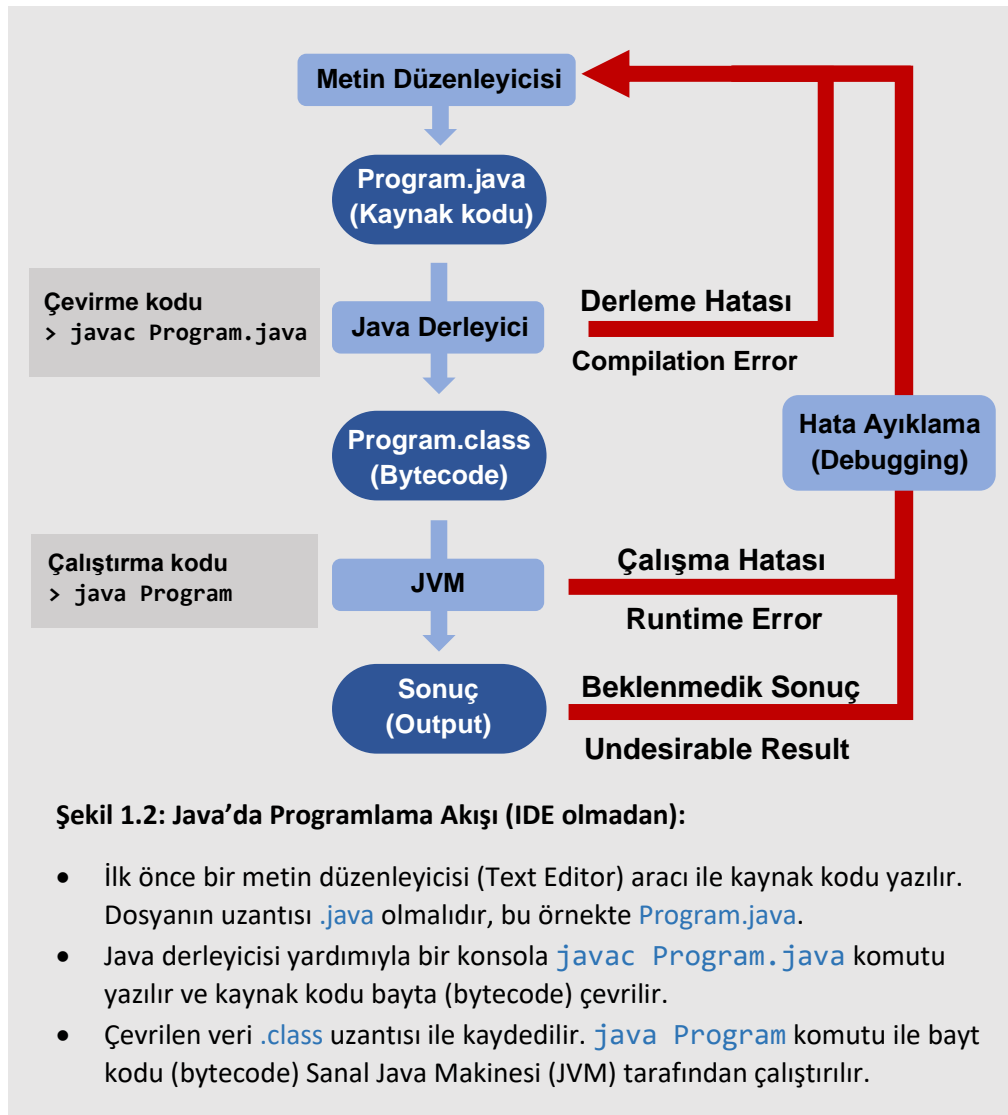 Metin Düzenleyicisi
Program.java
(Kaynak kodu)
Çevirme kodu
> javac Program.java
Java Derleyici
Derleme Hatası
Compilation Error
Program.class
(Bytecode)
Hata Ayıklama
(Debugging)
Çalıştırma kodu
> java Program
JVM
Çalışma Hatası
Runtime Error
Sonuç
(Output)
Beklenmedik Sonuç
Undesirable Result
Şekil 1.2: Java’da Programlama Akışı (IDE olmadan):
• İlk önce bir metin düzenleyicisi (Text Editor) aracı ile kaynak kodu yazılır.
Dosyanın uzantısı .java olmalıdır, bu örnekte Program.java.
• Java derleyicisi yardımıyla bir konsola javac Program.java komutu
yazılır ve kaynak kodu bayta (bytecode) çevrilir.
• Çevrilen veri .class uzantısı ile kaydedilir. java Program komutu ile bayt
kodu (bytecode) Sanal Java Makinesi (JVM) tarafından çalıştırılır.